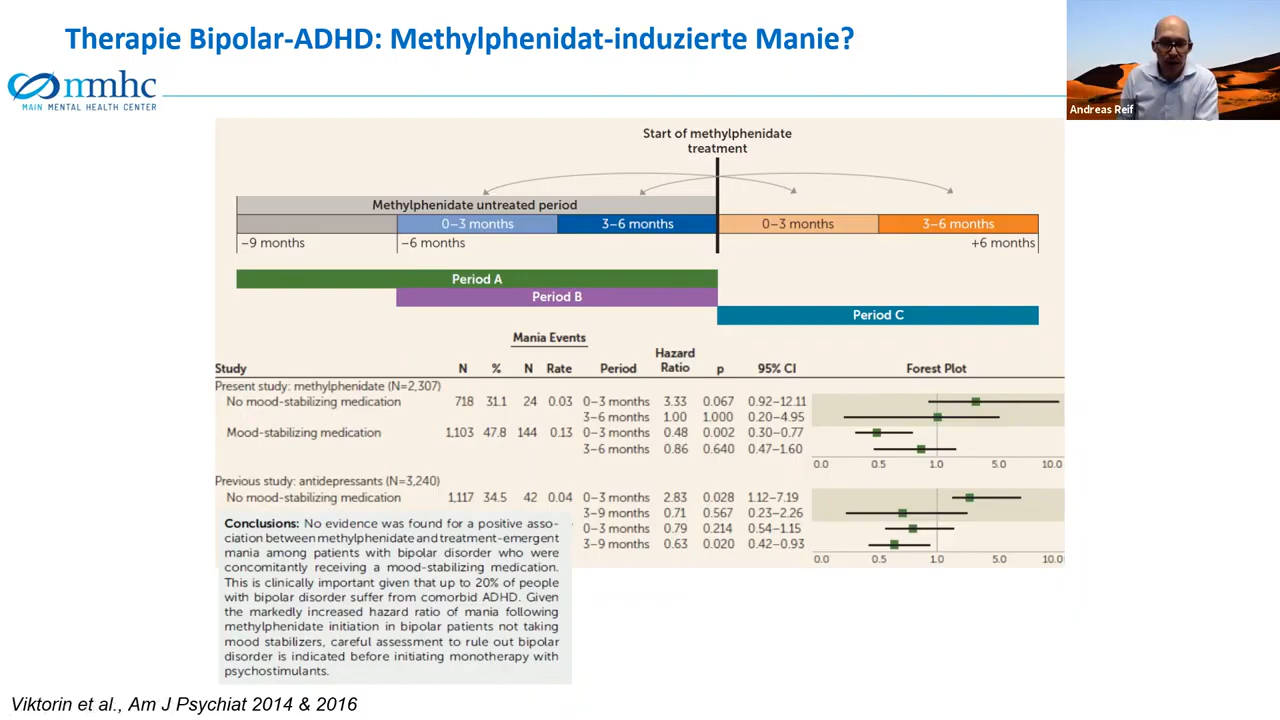 Therapie Bipolar-ADHD: Methylphenidat-induzierte Manie?
mmhc
MAIN MENTAL HEALTH CENTER
Andreas Reif
Start of methylphenidate
treatment
Methylphenidate untreated period
0–3 months 3–6 months 0–3 months 3–6 months
–9 months –6 months +6 months
Period A
Period B
Period C
Mania Events
Hazard
Study N % N Rate Period Ratio p 95% CI Forest Plot
Present study: methylphenidate (N=2,307)
No mood-stabilizing medication 718 31.1 24 0.03 0–3 months 3.33 0.067 0.92–12.11
3–6 months 1.00 1.000 0.20–4.95
Mood-stabilizing medication 1,103 47.8 144 0.13 0–3 months 0.48 0.002 0.30–0.77
3–6 months 0.86 0.640 0.47–1.60
0.0 0.5 1.0 5.0 10.0
Previous study: antidepressants (N=3,240)
No mood-stabilizing medication 1,117 34.5 42 0.04 0–3 months 2.83 0.028 1.12–7.19
3–9 months 0.71 0.567 0.23–2.26
0–3 months 0.79 0.214 0.54–1.15
3–9 months 0.63 0.020 0.42–0.93
0.0 0.5 1.0 5.0 10.0
Conclusions: No evidence was found for a positive asso-
ciation between methylphenidate and treatment-emergent
mania among patients with bipolar disorder who were
concomitantly receiving a mood-stabilizing medication.
This is clinically important given that up to 20% of people
with bipolar disorder suffer from comorbid ADHD. Given
the markedly increased hazard ratio of mania following
methylphenidate initiation in bipolar patients not taking
mood stabilizers, careful assessment to rule out bipolar
disorder is indicated before initiating monotherapy with
psychostimulants.
Viktorin et al., Am J Psychiat 2014 & 2016